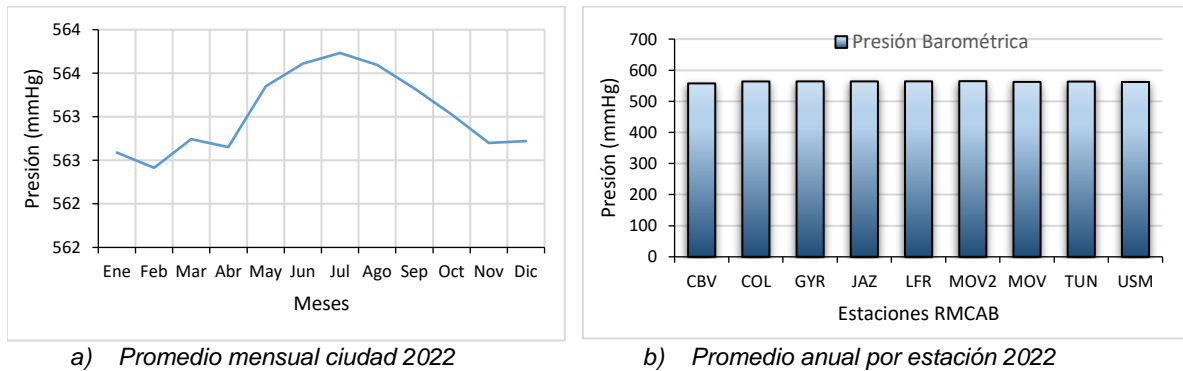 564
564
563
563
562
562
Presión (mmHg)
Ene Feb Mar Abr May Jun Jul Ago Sep Oct Nov Dic
Meses
a) Promedio mensual ciudad 2022
Presión Barométrica
700
600
500
400
300
200
100
0
Presión (mmHg)
CBV COL GYR JAZ LFR MOV2 MOV TUN USM
Estaciones RMCAB
b) Promedio anual por estación 2022